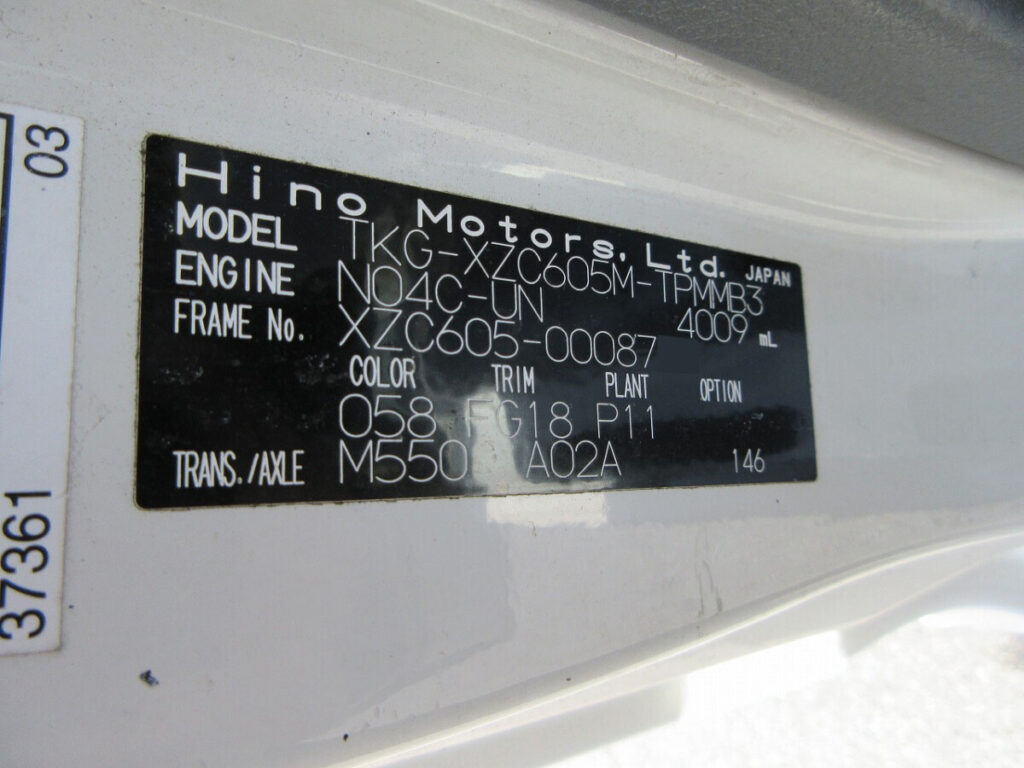 Hino Motors, Ltd. JAPAN
MODEL TKG-XZC605M-TPMMB3
ENGINE N04C-UN 4009 mL
FRAME No. XZC605-00087
COLOR TRIM PLANT OPTION
058 FG18 P11
TRANS./AXLE M550 A02A 146
03
37361